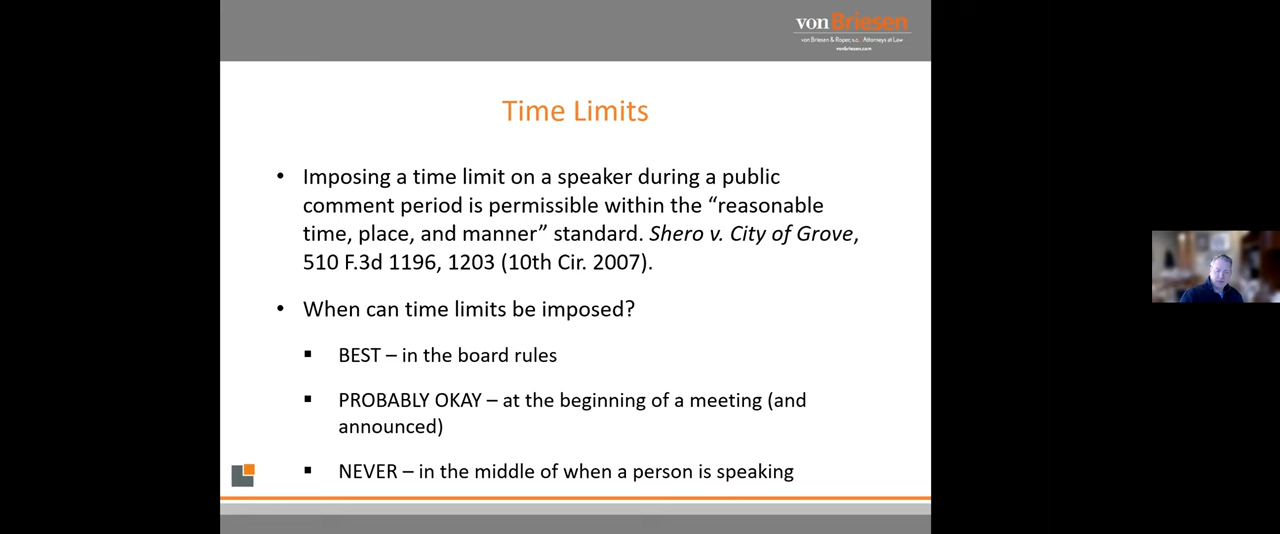 vonBriesen
von Briesen & Roper, s.c. Attorneys at Law
vonbriesen.com
Time Limits
• Imposing a time limit on a speaker during a public
comment period is permissible within the “reasonable
time, place, and manner” standard. Shero v. City of Grove,
510 F.3d 1196, 1203 (10th Cir. 2007).
• When can time limits be imposed?
▪ BEST – in the board rules
▪ PROBABLY OKAY – at the beginning of a meeting (and
announced)
▪ NEVER – in the middle of when a person is speaking